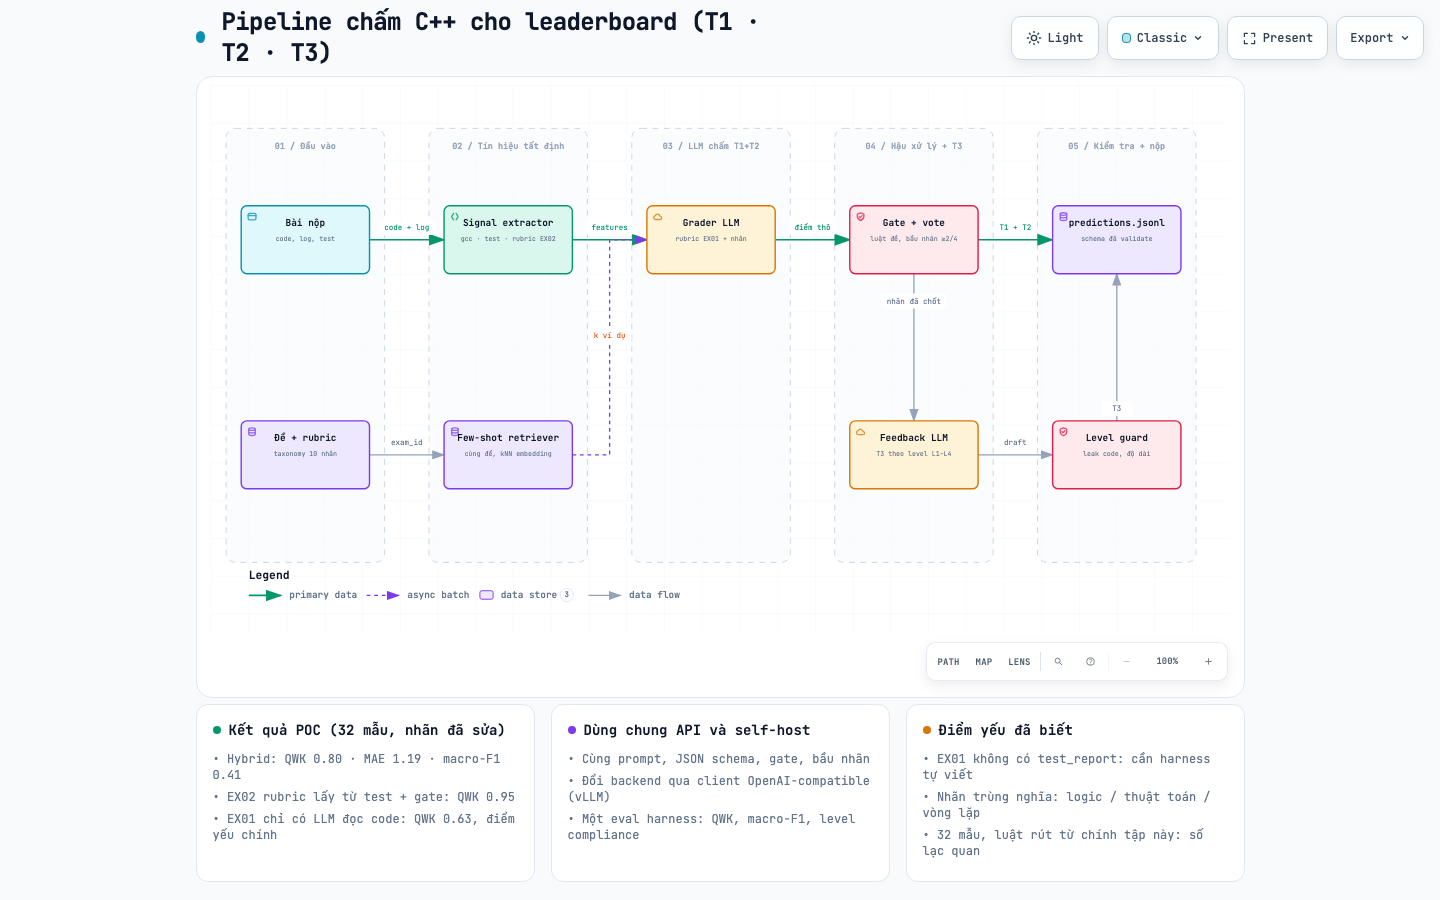 Pipeline chấm C++ cho leaderboard (T1 ·
T2 · T3)
Light
Classic
Present
Export
01 / Đầu vào
02 / Tín hiệu tất định
03 / LLM chấm T1+T2
04 / Hậu xử lý + T3
05 / Kiểm tra + nộp
Bài nộp
code, log, test
code + log
Signal extractor
gcc · test · rubric EX02
features
Grader LLM
rubric EX01 + nhãn
điểm thô
Gate + vote
luật đề, bầu nhãn ≥2/4
T1 + T2
predictions.jsonl
schema đã validate
nhãn đã chốt
k ví dụ
T3
Đề + rubric
taxonomy 10 nhãn
exam_id
Few-shot retriever
cùng đề, kNN embedding
Feedback LLM
T3 theo level L1-L4
draft
Level guard
leak code, độ dài
Legend
primary data
async batch
data store 3
data flow
PATH
MAP
LENS
100%
Kết quả POC (32 mẫu, nhãn đã sửa)
• Hybrid: QWK 0.80 · MAE 1.19 · macro-F1
0.41
• EX02 rubric lấy từ test + gate: QWK 0.95
• EX01 chỉ có LLM đọc code: QWK 0.63, điểm
yếu chính
Dùng chung API và self-host
• Cùng prompt, JSON schema, gate, bầu nhãn
• Đổi backend qua client OpenAI-compatible
(vLLM)
• Một eval harness: QWK, macro-F1, level
compliance
Điểm yếu đã biết
• EX01 không có test_report: cần harness
tự viết
• Nhãn trùng nghĩa: logic / thuật toán /
vòng lặp
• 32 mẫu, luật rút từ chính tập này: số
lạc quan